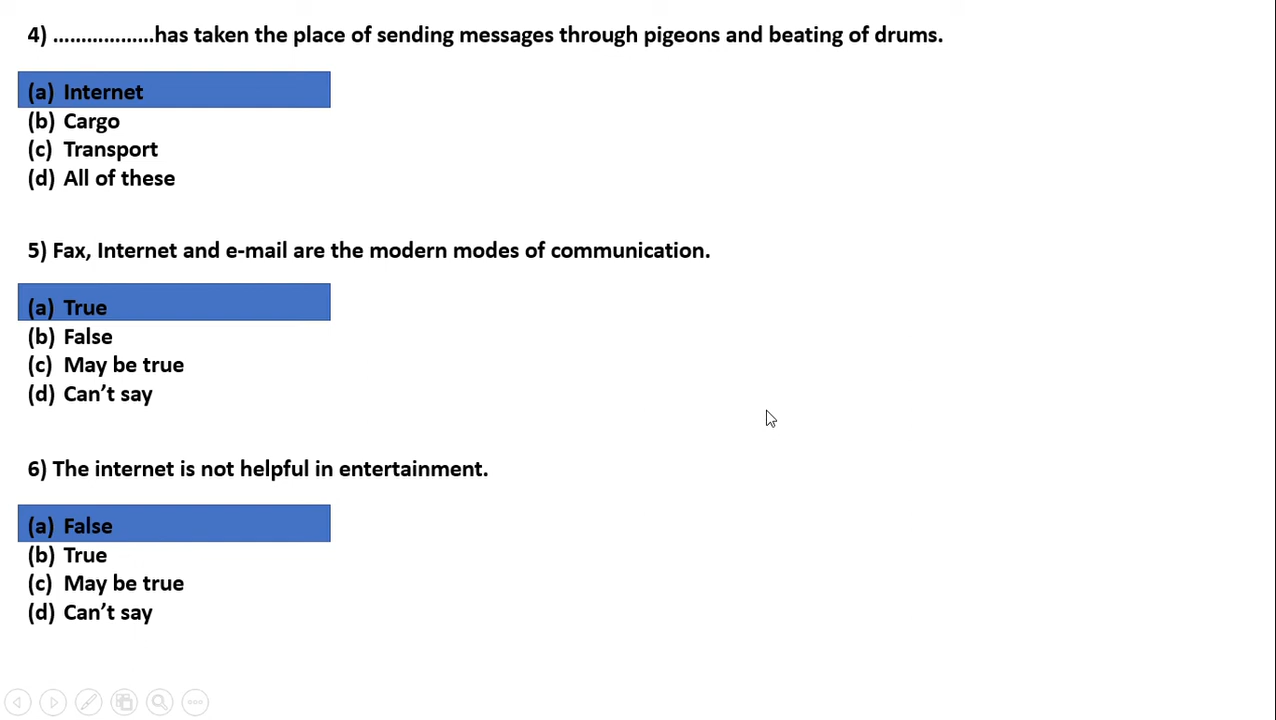 4) ..................has taken the place of sending messages through pigeons and beating of drums.
(a) Internet
(b) Cargo
(c) Transport
(d) All of these
5) Fax, Internet and e-mail are the modern modes of communication.
(a) True
(b) False
(c) May be true
(d) Can’t say
6) The internet is not helpful in entertainment.
(a) False
(b) True
(c) May be true
(d) Can’t say